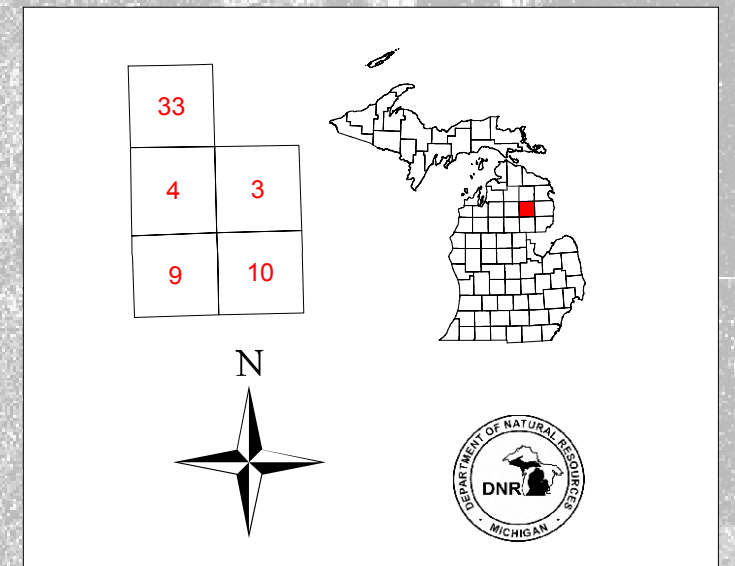 33
4 3
9 10
N
DEPARTMENT OF NATURAL RESOURCES
DNR
· MICHIGAN ·